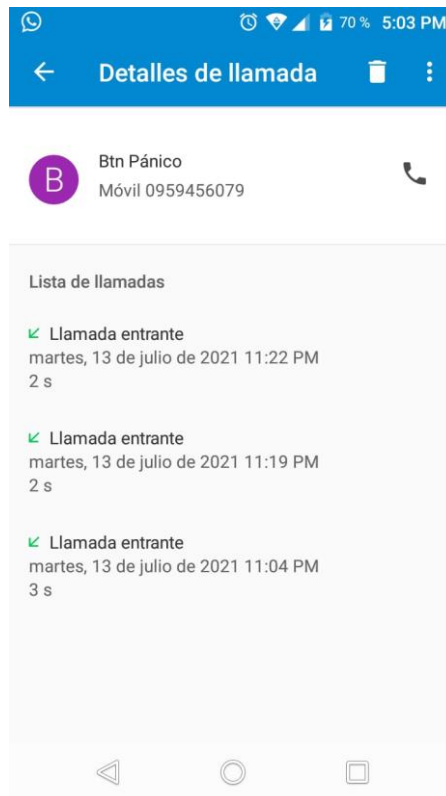 70 % 5:03 PM
Detalles de llamada
B
Btn Pánico
Móvil 0959456079
Lista de llamadas
Llamada entrante
martes, 13 de julio de 2021 11:22 PM
2 s
Llamada entrante
martes, 13 de julio de 2021 11:19 PM
2 s
Llamada entrante
martes, 13 de julio de 2021 11:04 PM
3 s